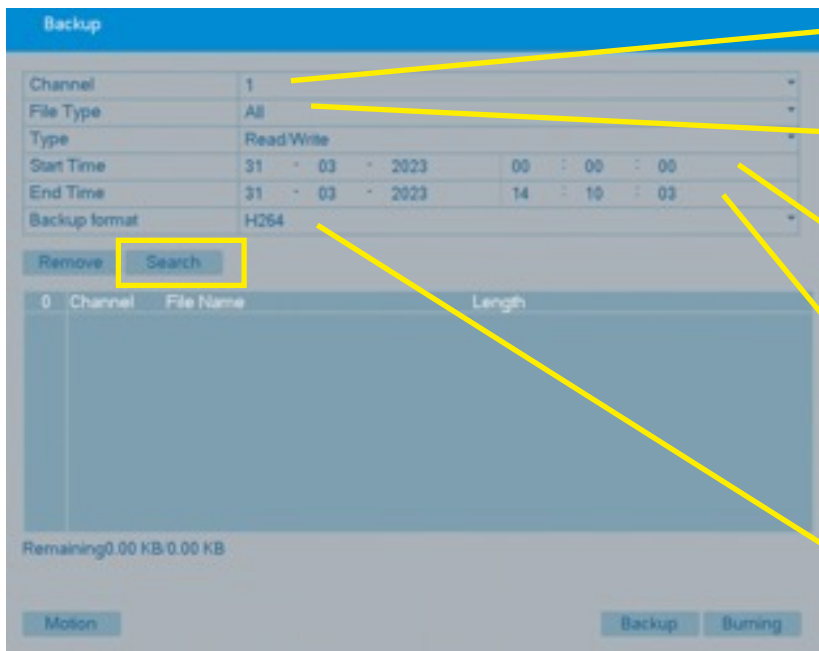 Backup
Channel 1
File Type All
Type Read/Write
Start Time 31 - 03 - 2023 00 : 00 : 00
End Time 31 - 03 - 2023 14 : 10 : 03
Backup format H264
Remove Search
0 Channel File Name Length
Remaining0.00 KB/0.00 KB
Motion Backup Burning